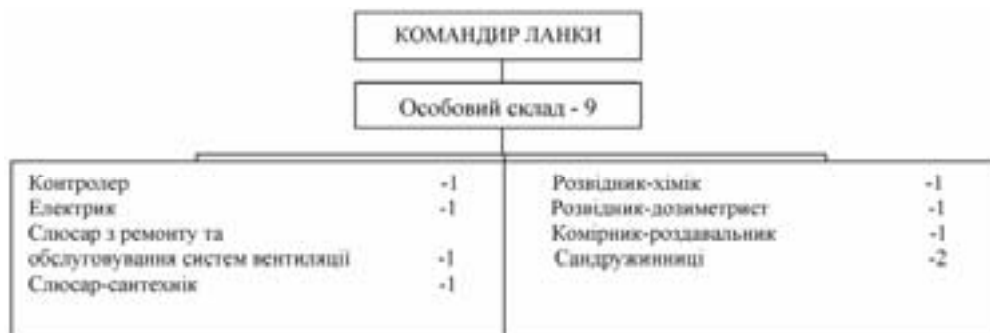 КОМАНДИР ЛАНКИ
Особовий склад - 9
Контролер -1
Електрик -1
Слюсар з ремонту та
обслуговування систем вентиляції -1
Слюсар-сантехнік -1
Розвідник-хімік -1
Розвідник-дозиметрист -1
Комірник-роздавальник -1
Сандружинниці -2